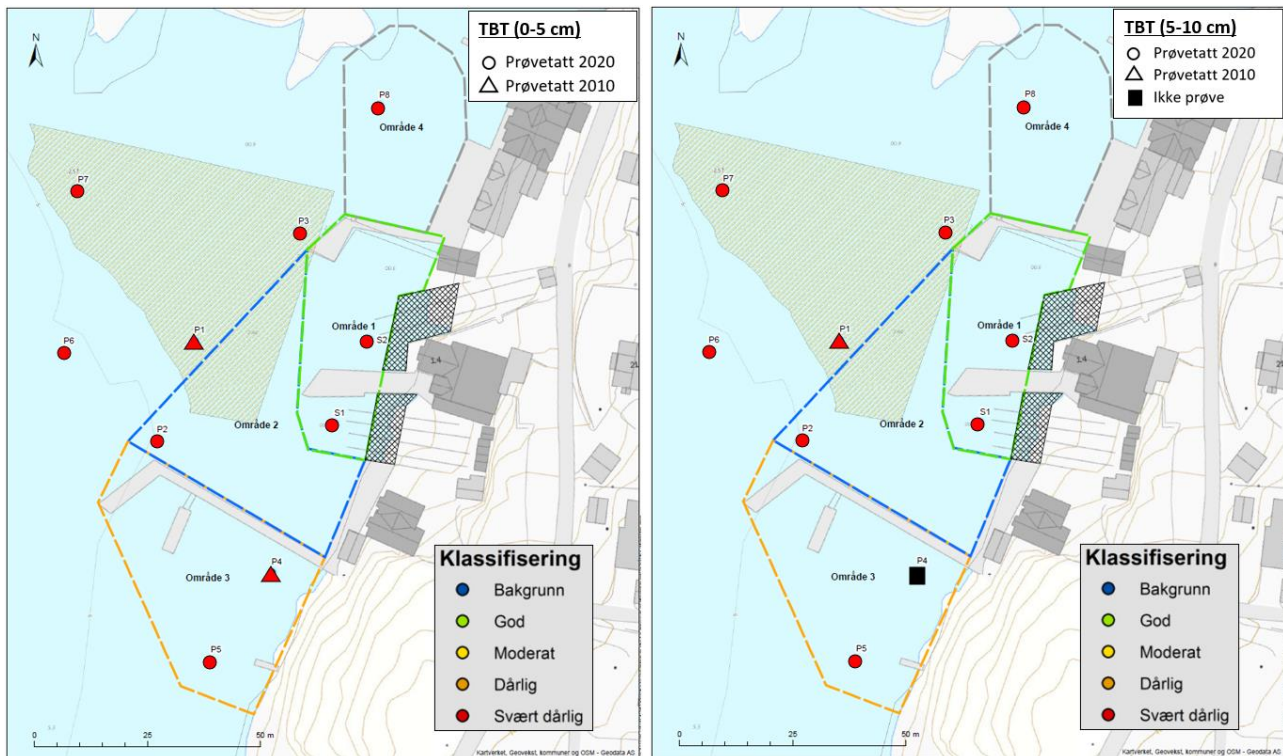 N
TBT (0-5 cm)
Prøvetatt 2020
Prøvetatt 2010
P8
Område 4
P7
P3
Område 1
S2
P1
P6
1,4
S1
Område 2
P2
P4
Område 3
P5
Klassifisering
Bakgrunn
God
Moderat
Dårlig
Svært dårlig
0 25 50 m
Kartverket, Geovekst, kommuner og OSM - Geodata AS
N
TBT (5-10 cm)
Prøvetatt 2020
Prøvetatt 2010
Ikke prøve
P8
Område 4
P7
P3
Område 1
S2
P1
P6
1,4
S1
Område 2
P2
P4
Område 3
P5
Klassifisering
Bakgrunn
God
Moderat
Dårlig
Svært dårlig
0 25 50 m
Kartverket, Geovekst, kommuner og OSM - Geodata AS